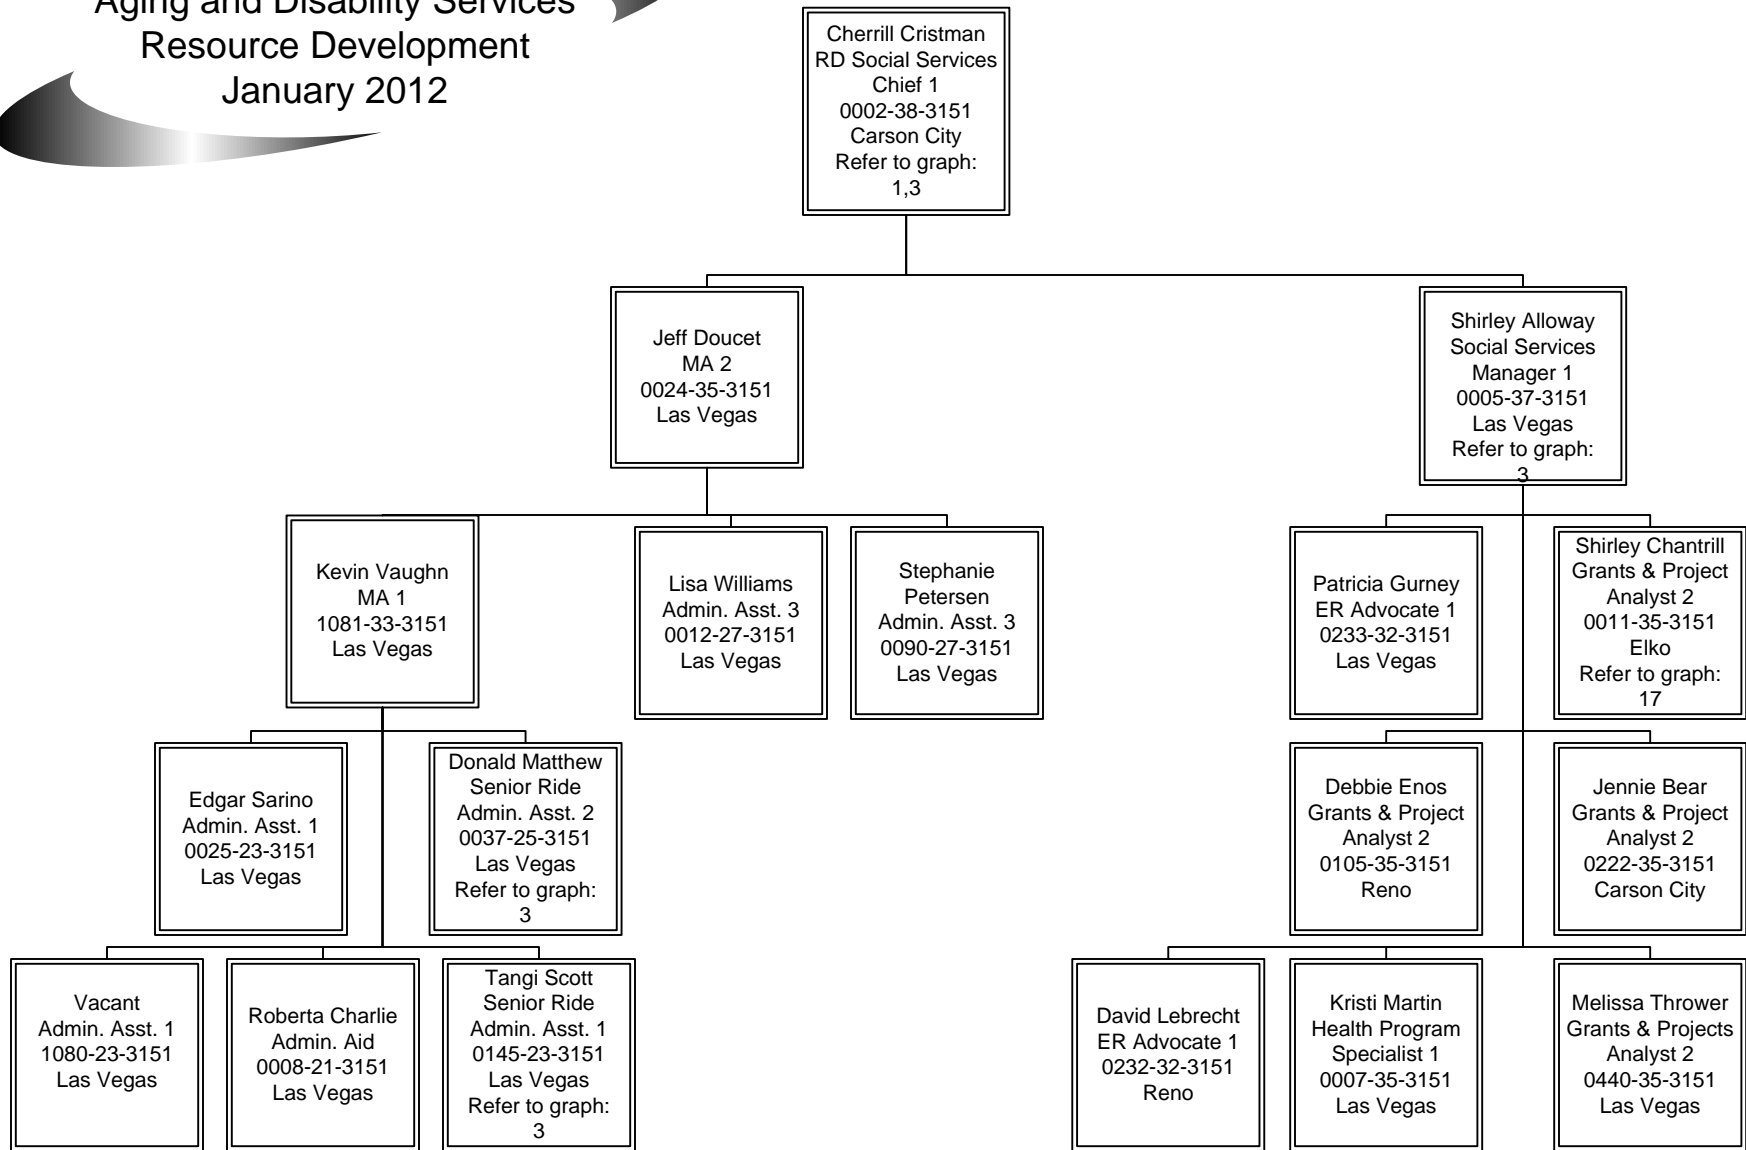 Aging and Disability Services
Resource Development
January 2012
Cherrill Cristman
RD Social Services
Chief 1
0002-38-3151
Carson City
Refer to graph:
1,3
Jeff Doucet
MA 2
0024-35-3151
Las Vegas
Shirley Alloway
Social Services
Manager 1
0005-37-3151
Las Vegas
Refer to graph:
3
Kevin Vaughn
MA 1
1081-33-3151
Las Vegas
Lisa Williams
Admin. Asst. 3
0012-27-3151
Las Vegas
Stephanie
Petersen
Admin. Asst. 3
0090-27-3151
Las Vegas
Patricia Gurney
ER Advocate 1
0233-32-3151
Las Vegas
Shirley Chantrill
Grants & Project
Analyst 2
0011-35-3151
Elko
Refer to graph:
17
Edgar Sarino
Admin. Asst. 1
0025-23-3151
Las Vegas
Donald Matthew
Senior Ride
Admin. Asst. 2
0037-25-3151
Las Vegas
Refer to graph:
3
Debbie Enos
Grants & Project
Analyst 2
0105-35-3151
Reno
Jennie Bear
Grants & Project
Analyst 2
0222-35-3151
Carson City
Vacant
Admin. Asst. 1
1080-23-3151
Las Vegas
Roberta Charlie
Admin. Aid
0008-21-3151
Las Vegas
Tangi Scott
Senior Ride
Admin. Asst. 1
0145-23-3151
Las Vegas
Refer to graph:
3
David Lebrecht
ER Advocate 1
0232-32-3151
Reno
Kristi Martin
Health Program
Specialist 1
0007-35-3151
Las Vegas
Melissa Thrower
Grants & Projects
Analyst 2
0440-35-3151
Las Vegas